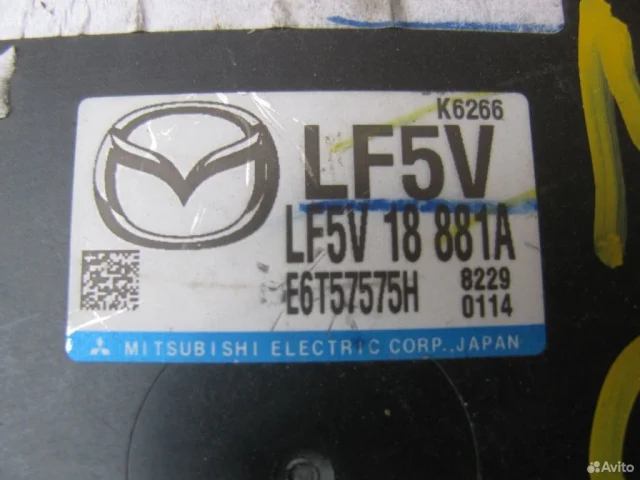 K6266
LF5V
LF5V 18 881A
E6T57575H
8229
0114
MITSUBISHI ELECTRIC CORP., JAPAN
Avito